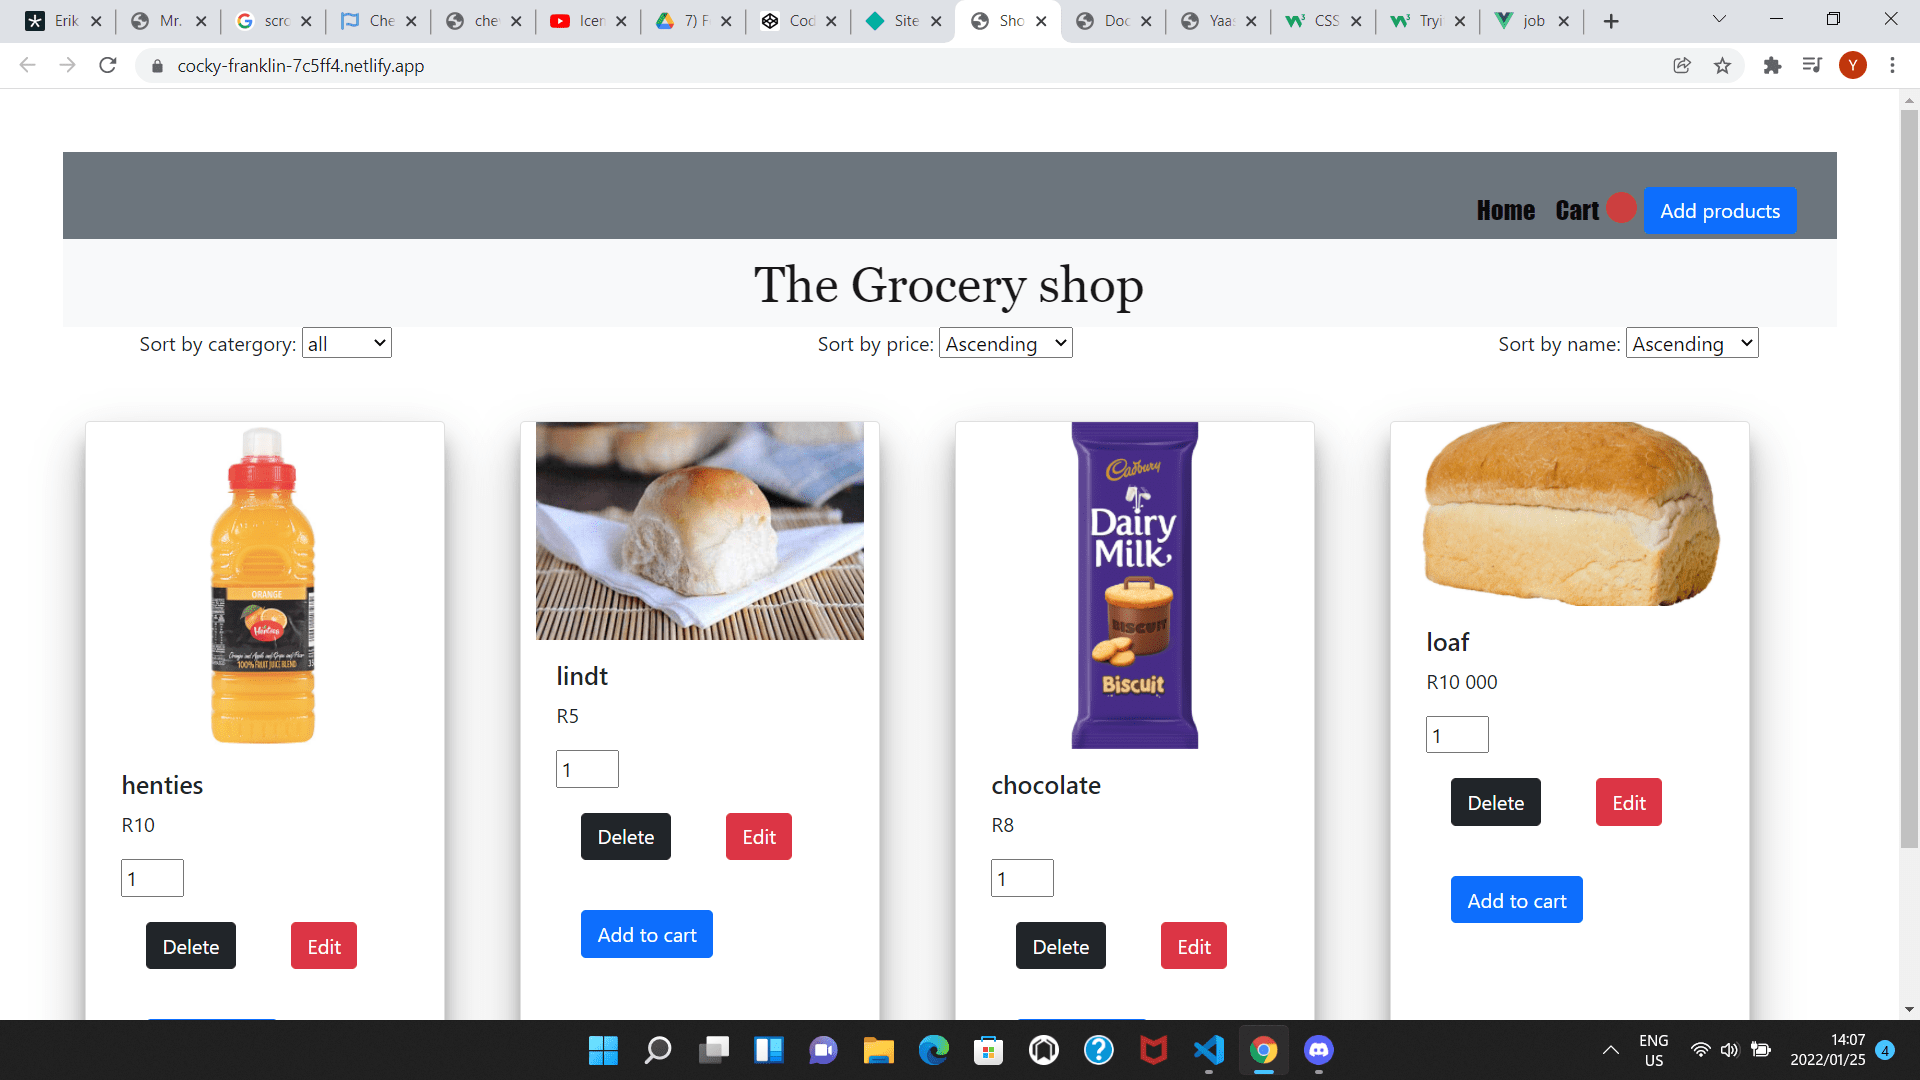 Erik
Mr.
scro
Che
che
Icer
7) F
Cod
Site
Sho
Doc
Yaa
CSS
Tryi
job
cocky-franklin-7c5ff4.netlify.app
Y
Home Cart Add products
The Grocery shop
Sort by catergory: all
Sort by price: Ascending
Sort by name: Ascending
ORANGE
Henties
100% FRUIT JUICE BLEND
henties
R10
1
Delete Edit
lindt
R5
1
Delete Edit
Add to cart
Cadbury
Dairy
Milk
BISCUIT
Biscuit
chocolate
R8
1
Delete Edit
loaf
R10 000
1
Delete Edit
Add to cart
ENG
US
14:07
2022/01/25
4